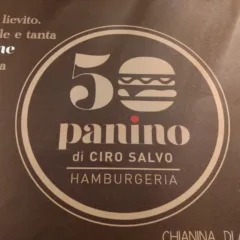 lievito.
le e tanta
ne
a
50
panino
di CIRO SALVO
HAMBURGERIA
CHIANINA DI